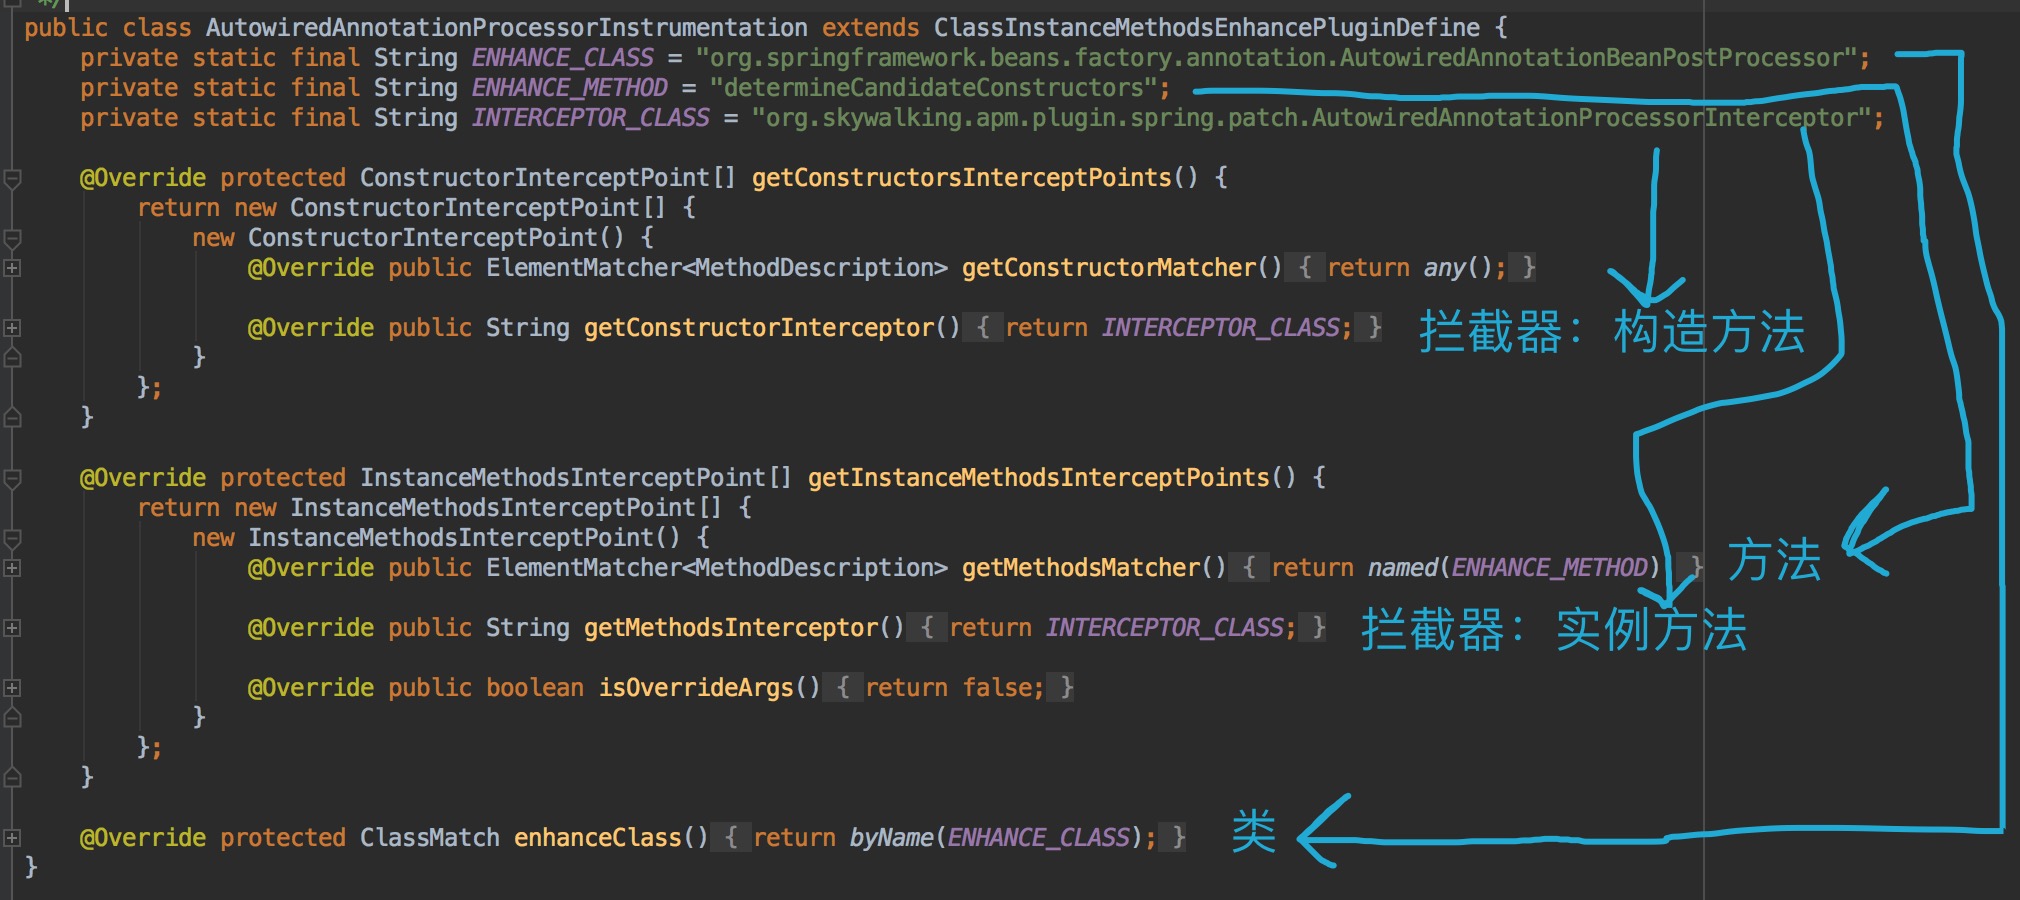 */
public class AutowiredAnnotationProcessorInstrumentation extends ClassInstanceMethodsEnhancePluginDefine {
private static final String ENHANCE_CLASS = "org.springframework.beans.factory.annotation.AutowiredAnnotationBeanPostProcessor";
private static final String ENHANCE_METHOD = "determineCandidateConstructors";
private static final String INTERCEPTOR_CLASS = "org.skywalking.apm.plugin.spring.patch.AutowiredAnnotationProcessorInterceptor";
@Override protected ConstructorInterceptPoint[] getConstructorsInterceptPoints() {
return new ConstructorInterceptPoint[] {
new ConstructorInterceptPoint() {
@Override public ElementMatcher<MethodDescription> getConstructorMatcher() { return any(); }
@Override public String getConstructorInterceptor() { return INTERCEPTOR_CLASS; } 拦截器：构造方法
}
};
}
@Override protected InstanceMethodsInterceptPoint[] getInstanceMethodsInterceptPoints() {
return new InstanceMethodsInterceptPoint[] {
new InstanceMethodsInterceptPoint() {
@Override public ElementMatcher<MethodDescription> getMethodsMatcher() { return named(ENHANCE_METHOD) } 方法
@Override public String getMethodsInterceptor() { return INTERCEPTOR_CLASS; } 拦截器：实例方法
@Override public boolean isOverrideArgs() { return false; }
}
};
}
@Override protected ClassMatch enhanceClass() { return byName(ENHANCE_CLASS); } 类
}